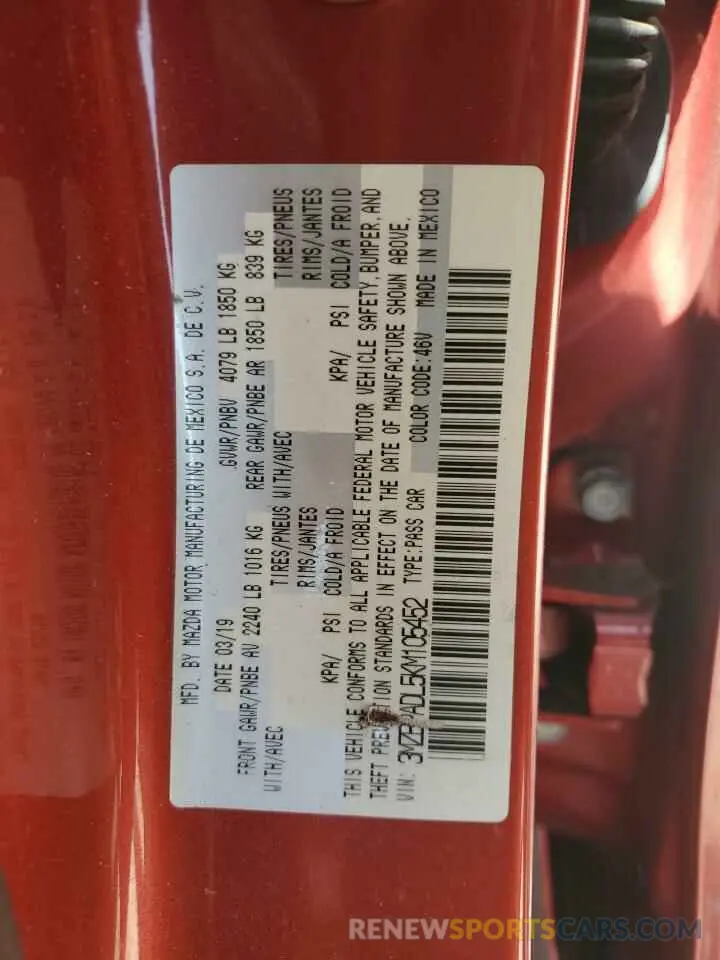 MFD. BY MAZDA MOTOR MANUFACTURING DE MEXICO S.A. DE C.V.
DATE 03/19 GVWR/PNBV 4079 LB 1850 KG
FRONT GAWR/PNBE AV 2240 LB 1016 KG REAR GAWR/PNBE AR 1850 LB 839 KG
WITH/AVEC TIRES/PNEUS WITH/AVEC TIRES/PNEUS
RIMS/JANTES RIMS/JANTES
KPA/ PSI COLD/A FROID KPA/ PSI COLD/A FROID
THIS VEHICLE CONFORMS TO ALL APPLICABLE FEDERAL MOTOR VEHICLE SAFETY, BUMPER, AND
THEFT STANDARDS IN EFFECT ON THE DATE OF MANUFACTURE SHOWN ABOVE.
VIN: TYPE:PASS CAR COLOR CODE:46V MADE IN MEXICO
RENEWSPORTSCARS.COM